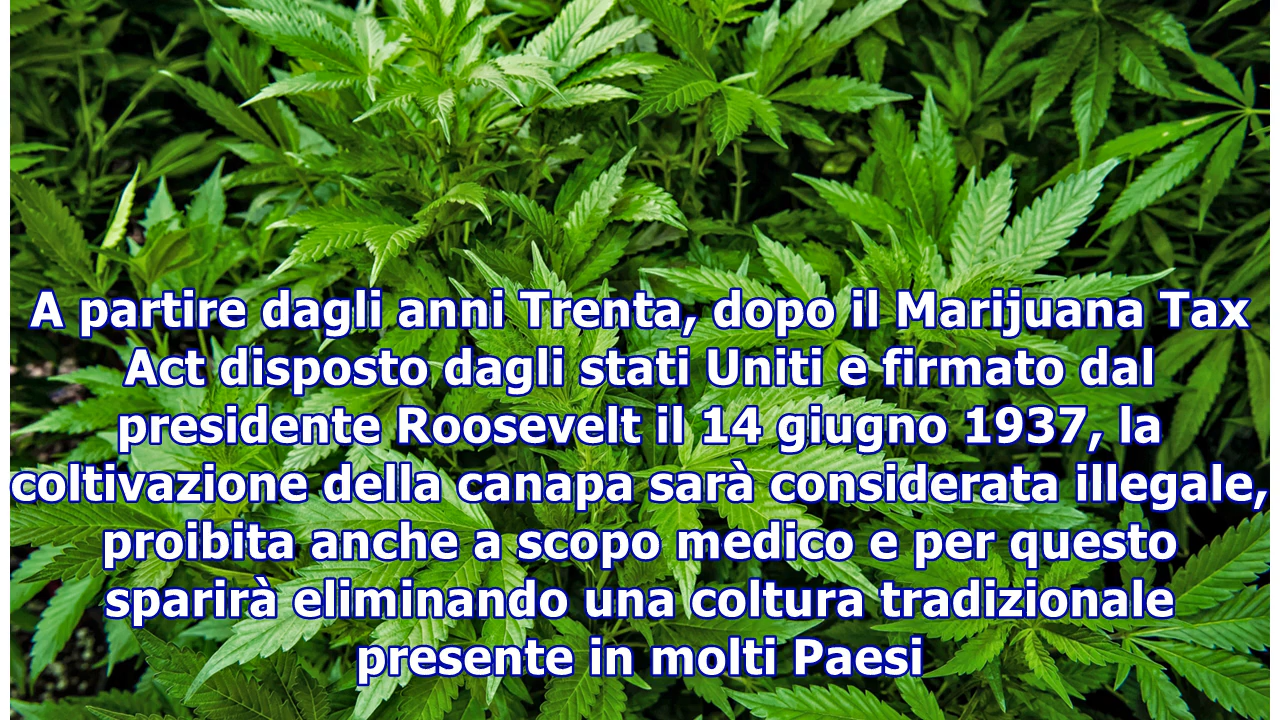 A partire dagli anni Trenta, dopo il Marijuana Tax
Act disposto dagli stati Uniti e firmato dal
presidente Roosevelt il 14 giugno 1937, la
coltivazione della canapa sarà considerata illegale,
proibita anche a scopo medico e per questo
sparirà eliminando una coltura tradizionale
presente in molti Paesi